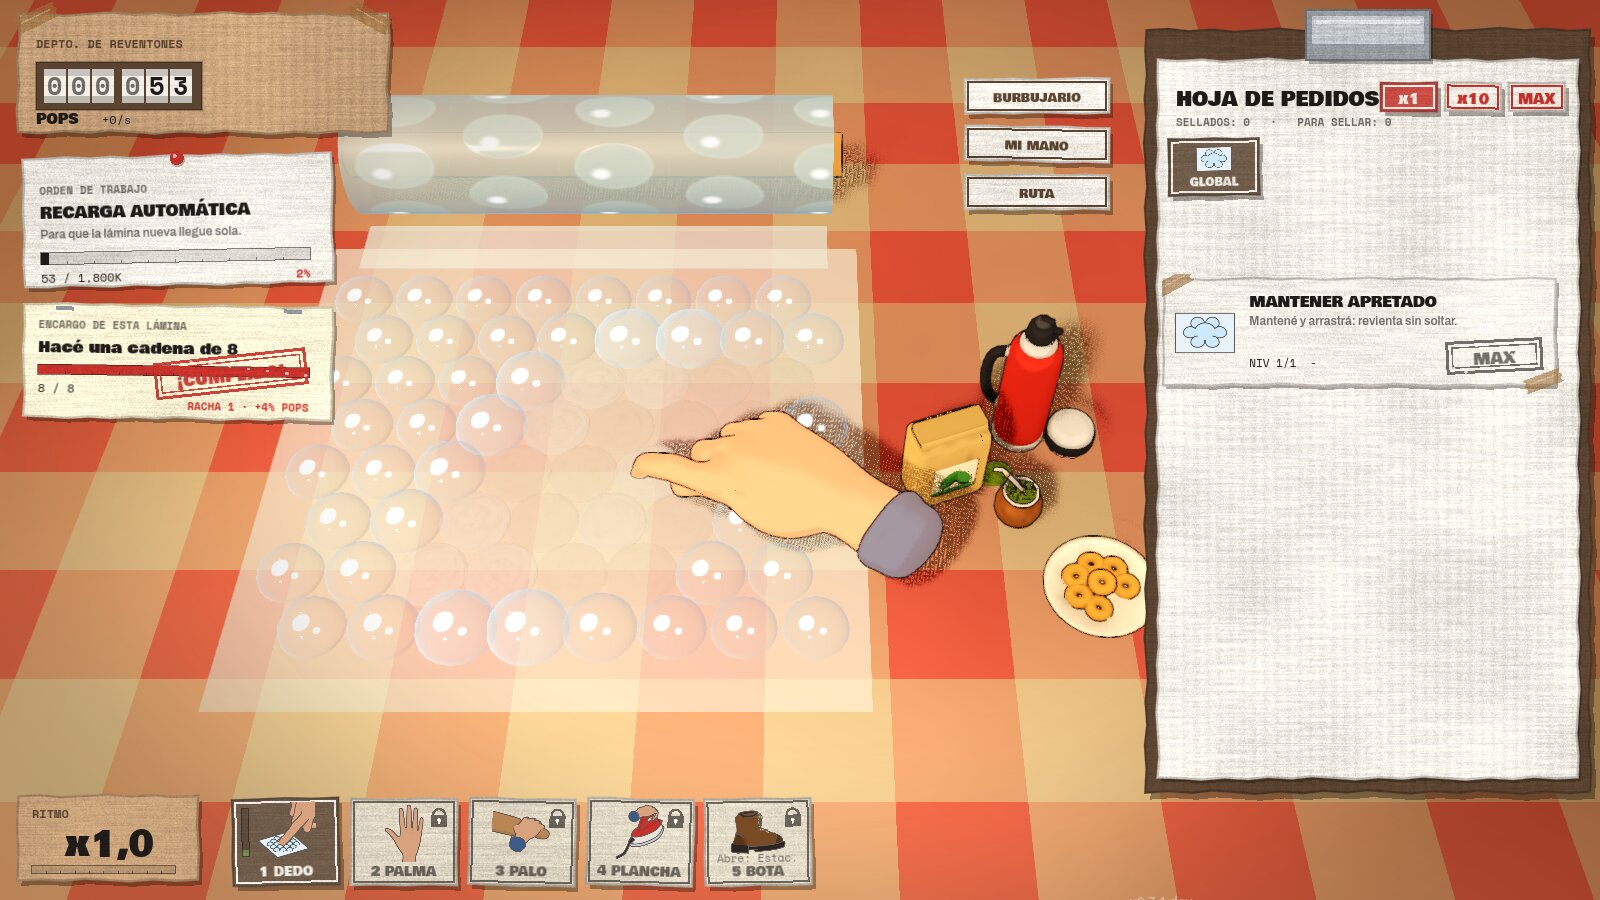 DEPTO. DE REVENTONES
000053
POPS +0/s
ORDEN DE TRABAJO
RECARGA AUTOMÁTICA
Para que la lámina nueva llegue sola.
53 / 1.800K 2%
ENCARGO DE ESTA LÁMINA
Hacé una cadena de 8
8 / 8
RACHA 1 · +4% POPS
BURBUJARIO
MI MANO
RUTA
HOJA DE PEDIDOS x1 x10 MAX
SELLADOS: 0 · PARA SELLAR: 0
GLOBAL
MANTENER APRETADO
Mantené y arrastrá: revienta sin soltar.
NIV 1/1 -
MAX
RITMO
x1,0
1 DEDO
2 PALMA
3 PALO
4 PLANCHA
Abre: Estac.
5 BOTA